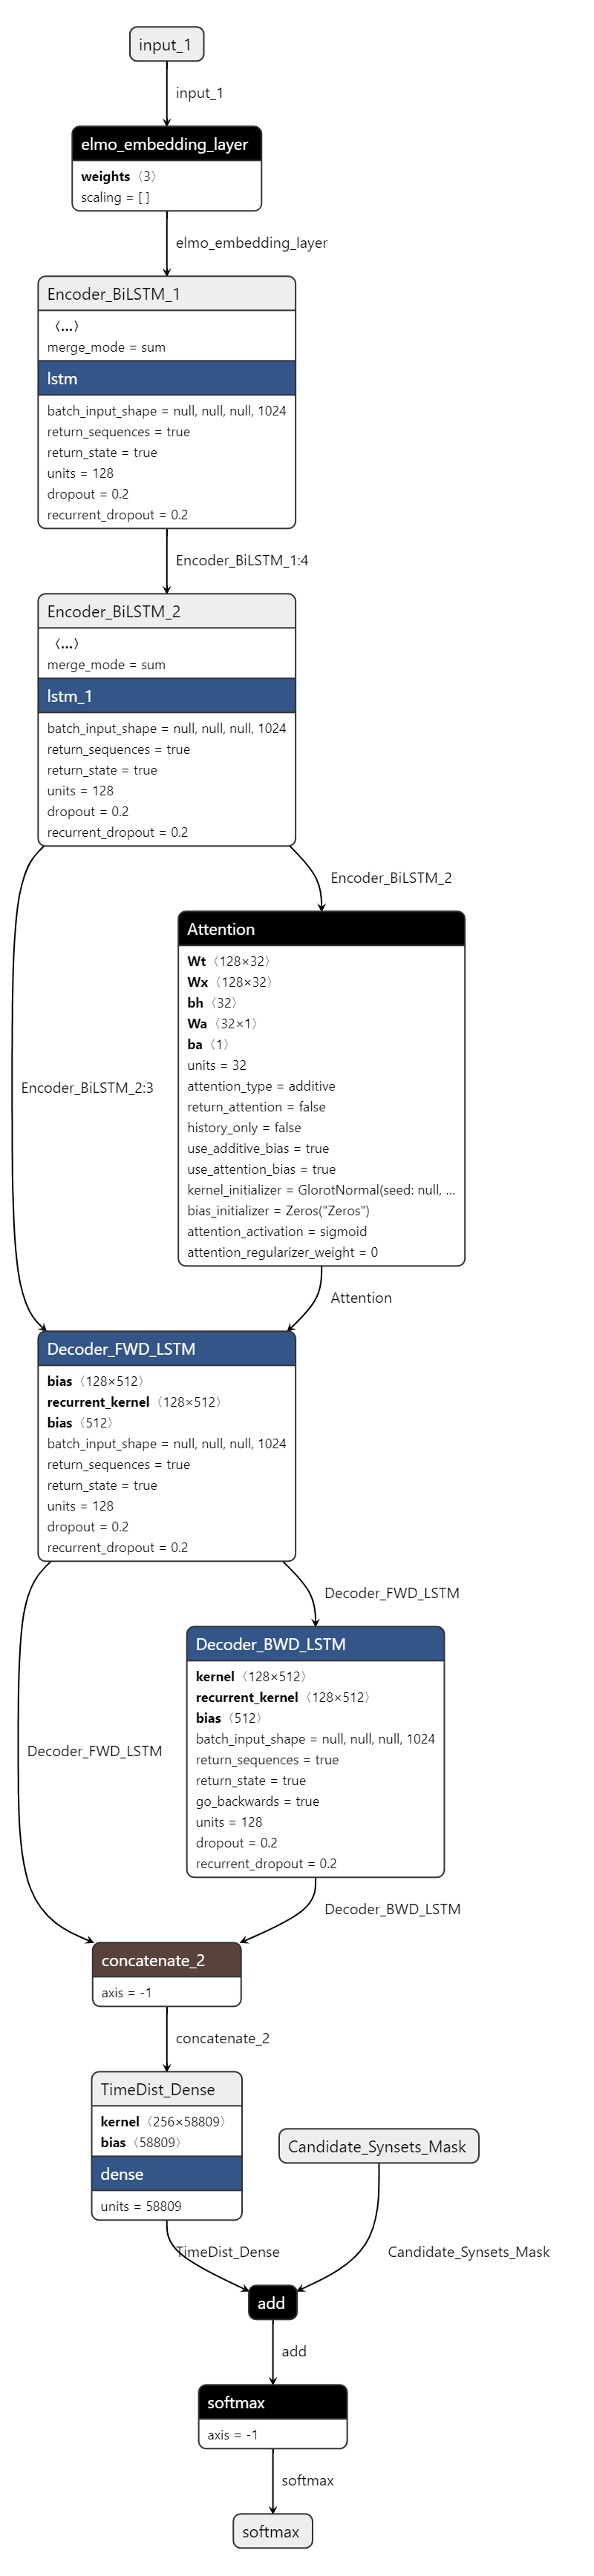 input_1
input_1
elmo_embedding_layer
weights 〈3〉
scaling = [ ]
elmo_embedding_layer
Encoder_BiLSTM_1
〈…〉
merge_mode = sum
lstm
batch_input_shape = null, null, null, 1024
return_sequences = true
return_state = true
units = 128
dropout = 0.2
recurrent_dropout = 0.2
Encoder_BiLSTM_1:4
Encoder_BiLSTM_2
〈…〉
merge_mode = sum
lstm_1
batch_input_shape = null, null, null, 1024
return_sequences = true
return_state = true
units = 128
dropout = 0.2
recurrent_dropout = 0.2
Encoder_BiLSTM_2
Attention
Wt 〈128×32〉
Wx 〈128×32〉
bh 〈32〉
Wa 〈32×1〉
ba 〈1〉
units = 32
attention_type = additive
Encoder_BiLSTM_2:3
return_attention = false
history_only = false
use_additive_bias = true
use_attention_bias = true
kernel_initializer = GlorotNormal(seed: null, …
bias_initializer = Zeros("Zeros")
attention_activation = sigmoid
attention_regularizer_weight = 0
Attention
Decoder_FWD_LSTM
bias 〈128×512〉
recurrent_kernel 〈128×512〉
bias 〈512〉
batch_input_shape = null, null, null, 1024
return_sequences = true
return_state = true
units = 128
dropout = 0.2
recurrent_dropout = 0.2
Decoder_FWD_LSTM
Decoder_BWD_LSTM
kernel 〈128×512〉
recurrent_kernel 〈128×512〉
bias 〈512〉
batch_input_shape = null, null, null, 1024
Decoder_FWD_LSTM
return_sequences = true
return_state = true
go_backwards = true
units = 128
dropout = 0.2
recurrent_dropout = 0.2
Decoder_BWD_LSTM
concatenate_2
axis = -1
concatenate_2
TimeDist_Dense
kernel 〈256×58809〉
bias 〈58809〉
dense
units = 58809
Candidate_Synsets_Mask
TimeDist_Dense
Candidate_Synsets_Mask
add
add
softmax
axis = -1
softmax
softmax